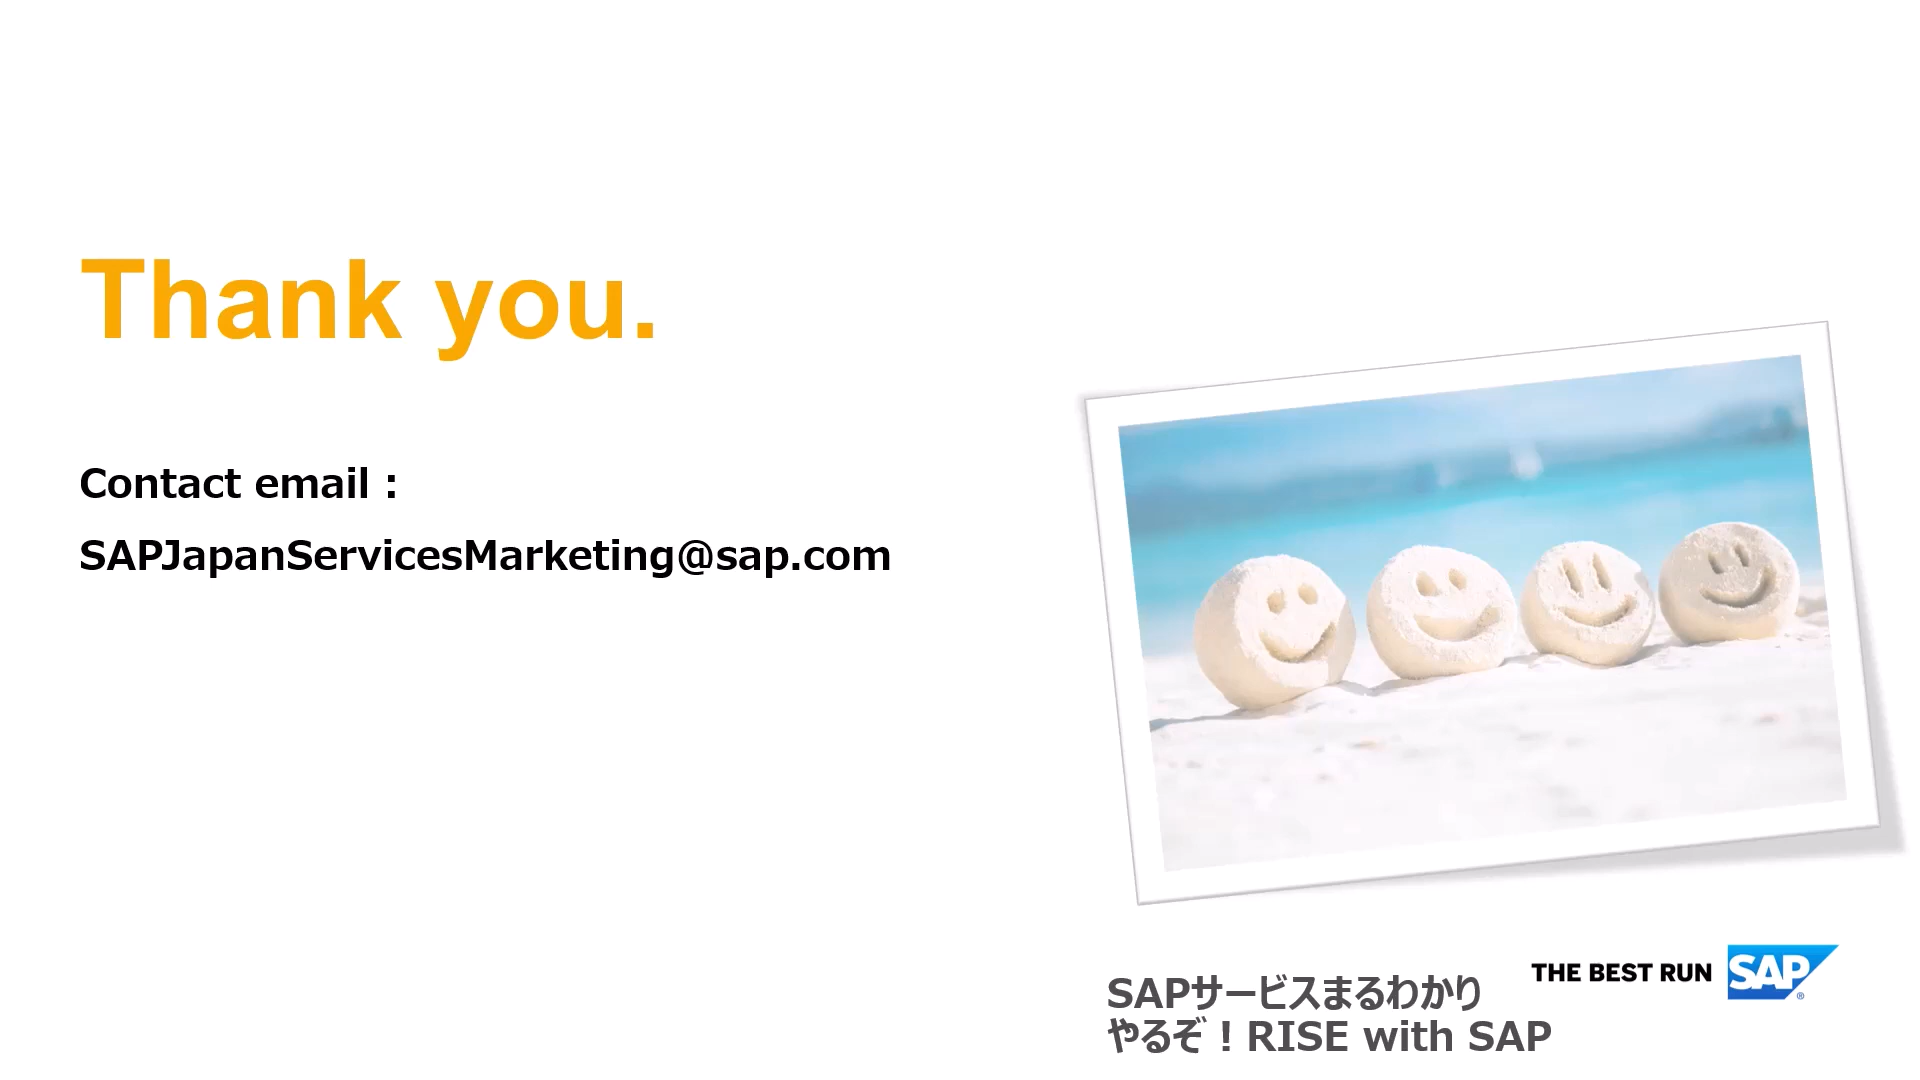 Thank you.
Contact email :
SAPJapanServicesMarketing@sap.com
THE BEST RUN SAP®
SAPサービスまるわかり
やるぞ！RISE with SAP